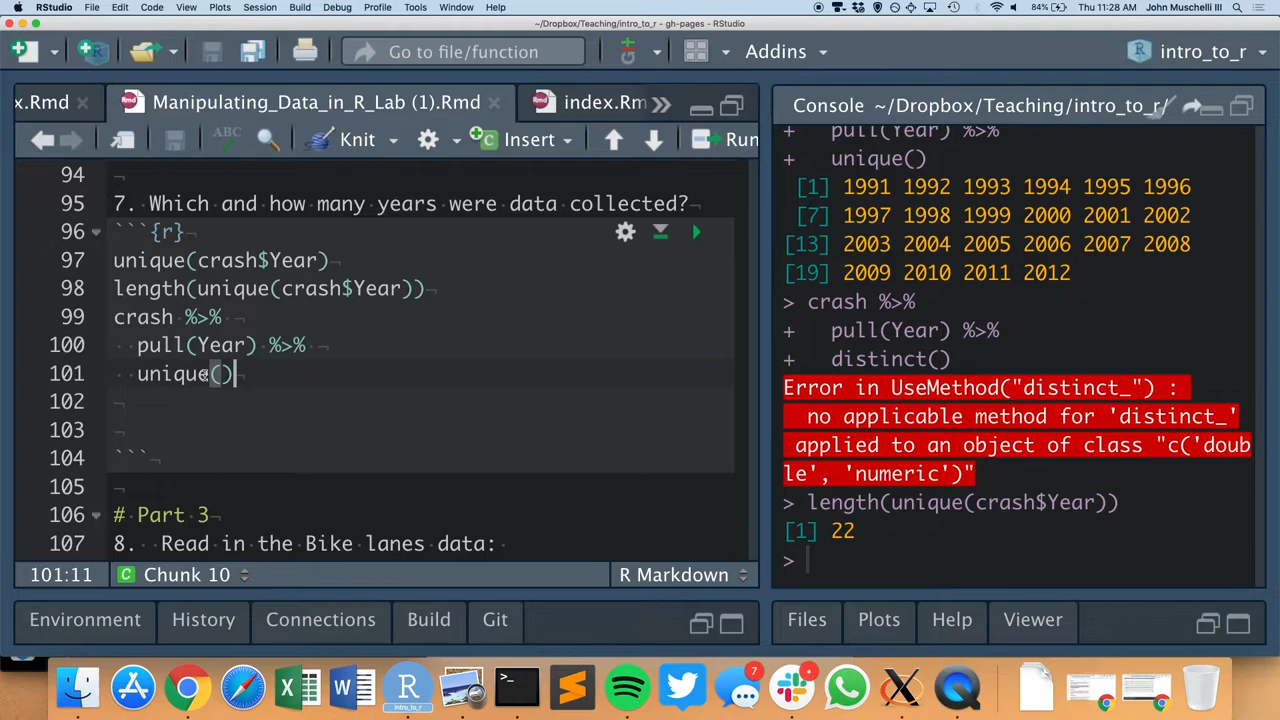 RStudio File Edit Code View Plots Session Build Debug Profile Tools Window Help 84% Thu 11:28 AM John Muschelli III
~/Dropbox/Teaching/intro_to_r - gh-pages - RStudio
Go to file/function Addins intro_to_r
x.Rmd Manipulating_Data_in_R_Lab (1).Rmd index.Rm
ABC Knit Insert Run
94
95 7. Which and how many years were data collected?
96 ```{r}
97 unique(crash$Year)
98 length(unique(crash$Year))
99 crash %>%
100 pull(Year) %>%
101 unique()
102
103
104 ```
105
106 # Part 3
107 8. Read in the Bike lanes data:
101:11 C Chunk 10 R Markdown
Console ~/Dropbox/Teaching/intro_to_r/
+ pull(Year) %>%
+ unique()
[1] 1991 1992 1993 1994 1995 1996
[7] 1997 1998 1999 2000 2001 2002
[13] 2003 2004 2005 2006 2007 2008
[19] 2009 2010 2011 2012
> crash %>%
+ pull(Year) %>%
+ distinct()
Error in UseMethod("distinct_") :
no applicable method for 'distinct_'
applied to an object of class "c('doub
le', 'numeric')"
> length(unique(crash$Year))
[1] 22
>
Environment History Connections Build Git
Files Plots Help Viewer
R
intro_to_r
7